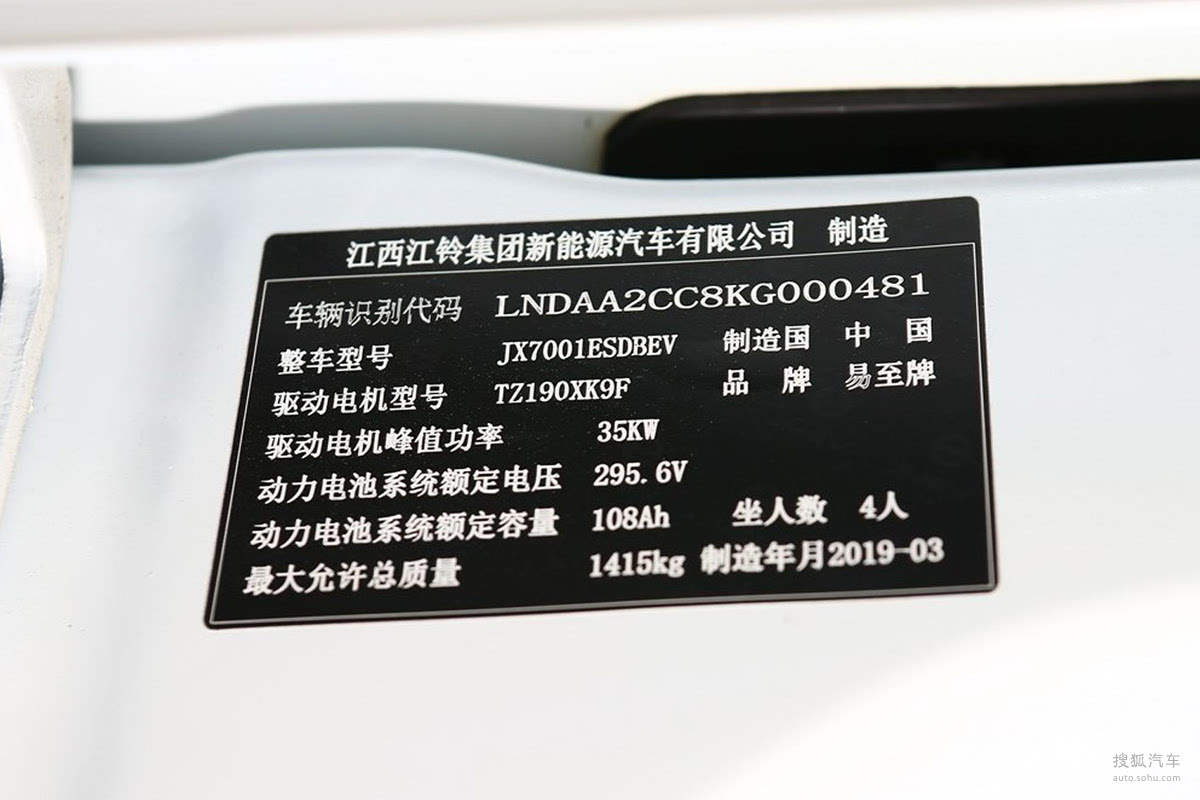 江西江铃集团新能源汽车有限公司 制造
车辆识别代码 LNDAA2CC8KG000481
整车型号 JX7001ESDBEV 制造国 中 国
驱动电机型号 TZ190XK9F 品 牌 易至牌
驱动电机峰值功率 35KW
动力电池系统额定电压 295.6V
动力电池系统额定容量 108Ah 坐人数 4人
最大允许总质量 1415kg 制造年月2019-03
搜狐汽车
auto.sohu.com